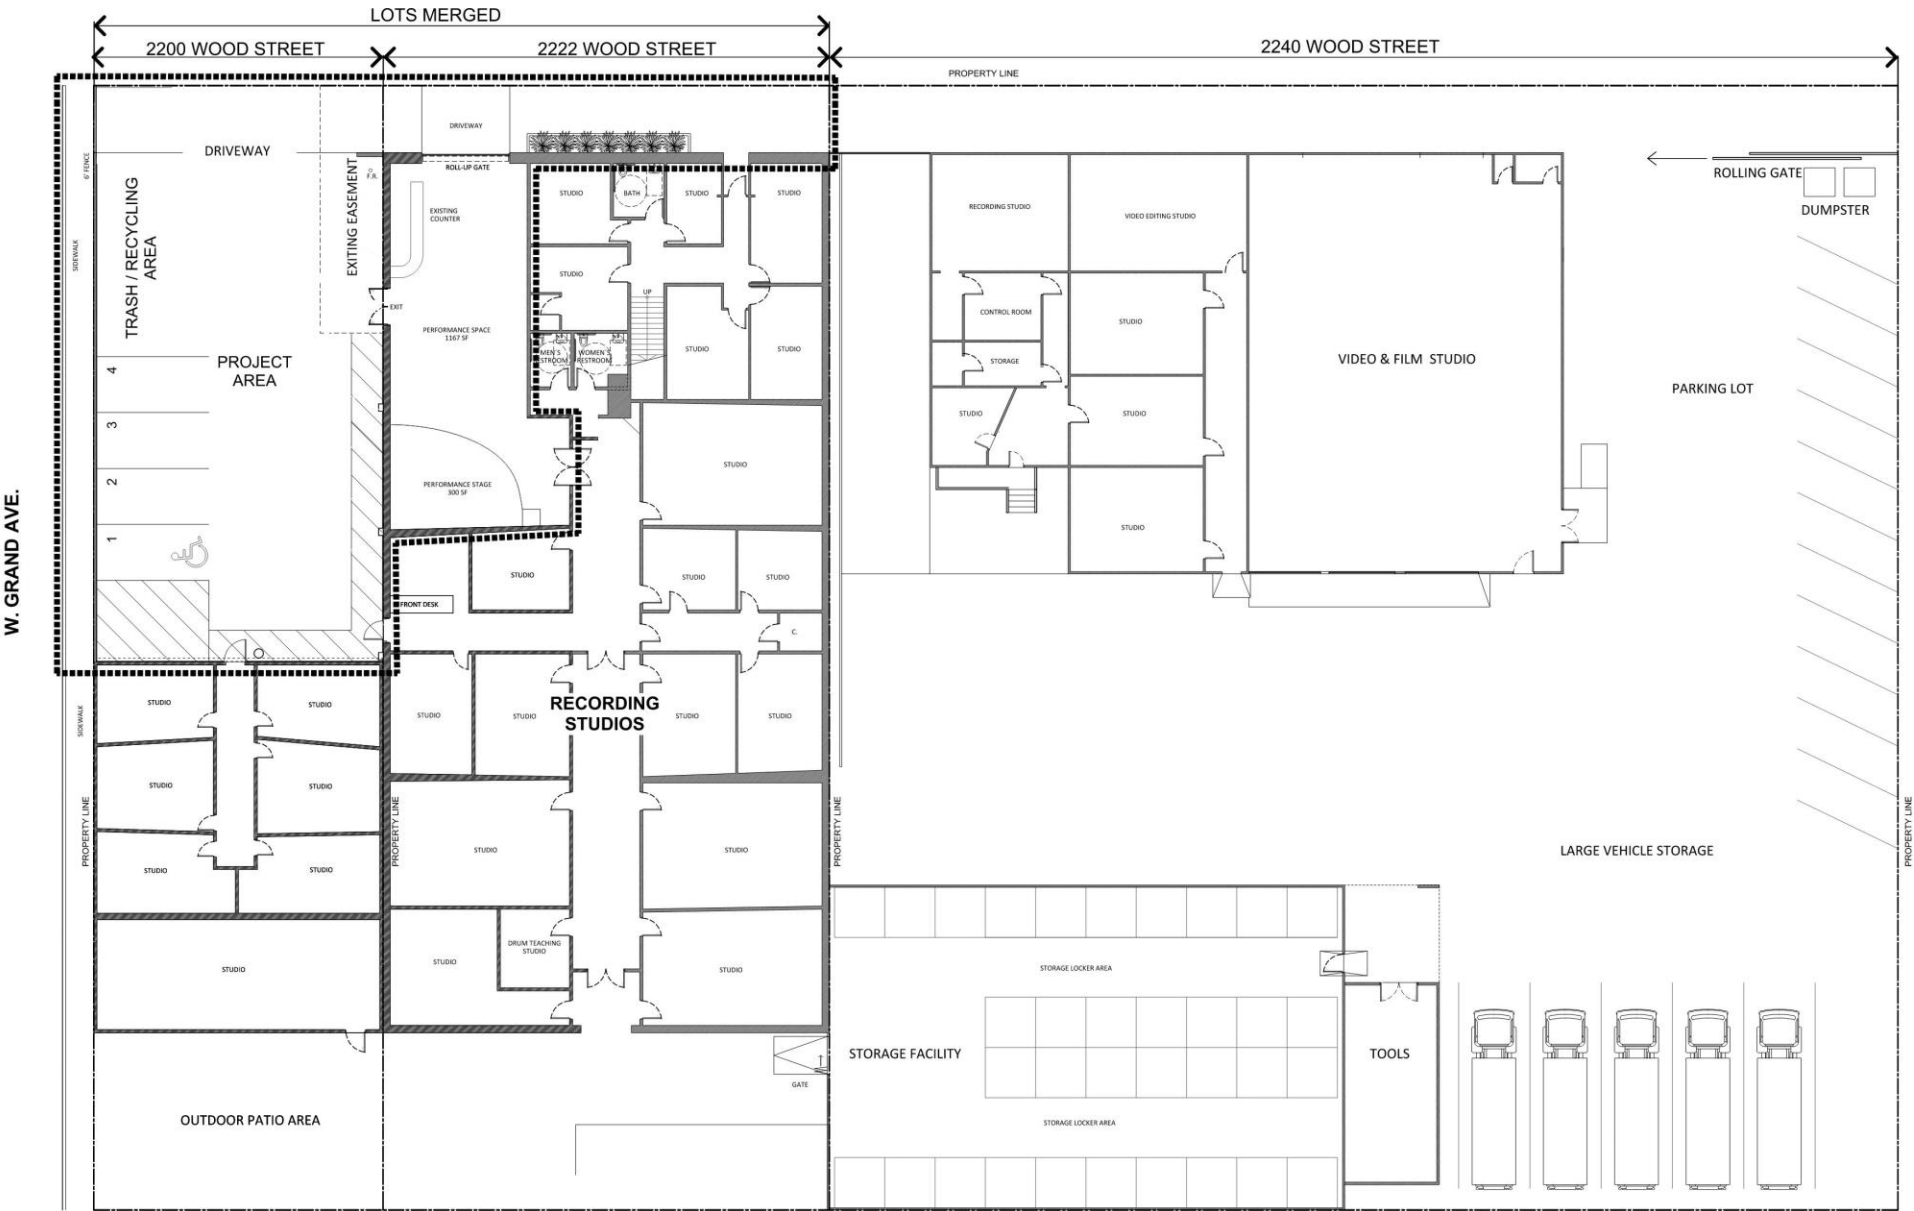 LOTS MERGED
2200 WOOD STREET
2222 WOOD STREET
2240 WOOD STREET
PROPERTY LINE
DRIVEWAY
DRIVEWAY
6' FENCE
SIDEWALK
TRASH / RECYCLING
AREA
EXITING EASEMENT
F.R.
ROLL-UP GATE
EXISTING
COUNTER
EXIT
PERFORMANCE SPACE
1167 SF
PROJECT
AREA
4
3
2
1
PERFORMANCE STAGE
300 SF
STUDIO
BATH
STUDIO
STUDIO
STUDIO
UP
MEN'S
RESTROOM
WOMEN'S
RESTROOM
STUDIO
STUDIO
STUDIO
STUDIO
FRONT DESK
STUDIO
STUDIO
C.
W. GRAND AVE.
RECORDING STUDIO
VIDEO EDITING STUDIO
CONTROL ROOM
STORAGE
STUDIO
STUDIO
STUDIO
STUDIO
VIDEO & FILM STUDIO
ROLLING GATE
DUMPSTER
PARKING LOT
SIDEWALK
STUDIO
STUDIO
STUDIO
STUDIO
STUDIO
STUDIO
STUDIO
STUDIO
STUDIO
RECORDING
STUDIOS
STUDIO
STUDIO
PROPERTY LINE
PROPERTY LINE
PROPERTY LINE
PROPERTY LINE
STUDIO
STUDIO
STUDIO
DRUM TEACHING
STUDIO
STUDIO
LARGE VEHICLE STORAGE
STORAGE LOCKER AREA
STORAGE FACILITY
TOOLS
GATE
OUTDOOR PATIO AREA
STORAGE LOCKER AREA